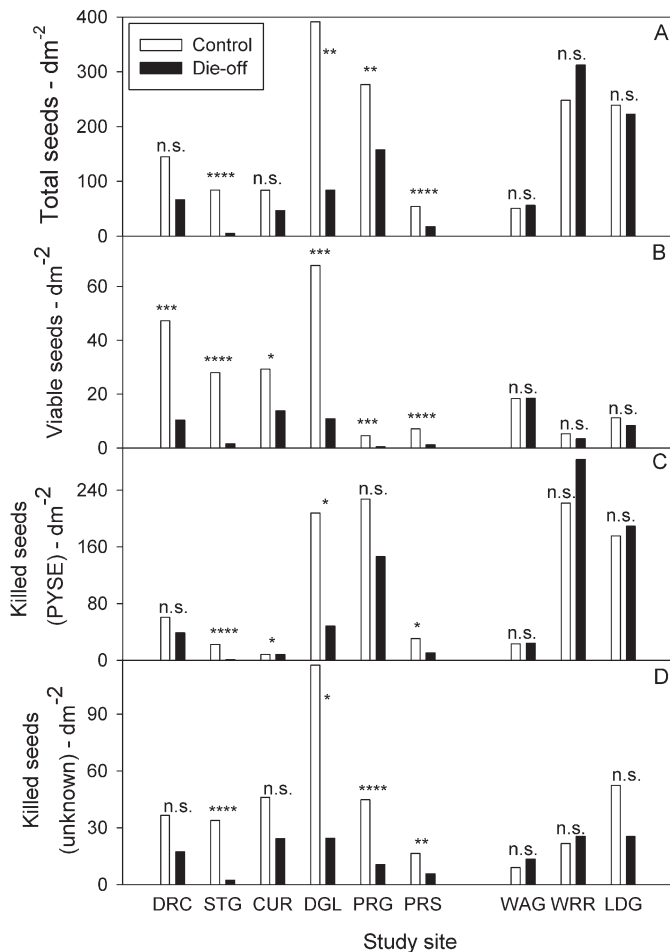 Control
Die-off
A
Total seeds - dm-2
400
300
200
100
0
n.s.
****
n.s.
**
**
****
n.s.
n.s.
n.s.
B
Viable seeds - dm-2
60
40
20
0
***
****
*
***
***
****
n.s.
n.s.
n.s.
C
Killed seeds
(PYSE) - dm-2
240
160
80
0
n.s.
****
*
*
n.s.
*
n.s.
n.s.
n.s.
D
Killed seeds
(unknown) - dm-2
90
60
30
0
n.s.
****
n.s.
*
****
**
n.s.
n.s.
n.s.
DRC STG CUR DGL PRG PRS WAG WRR LDG
Study site